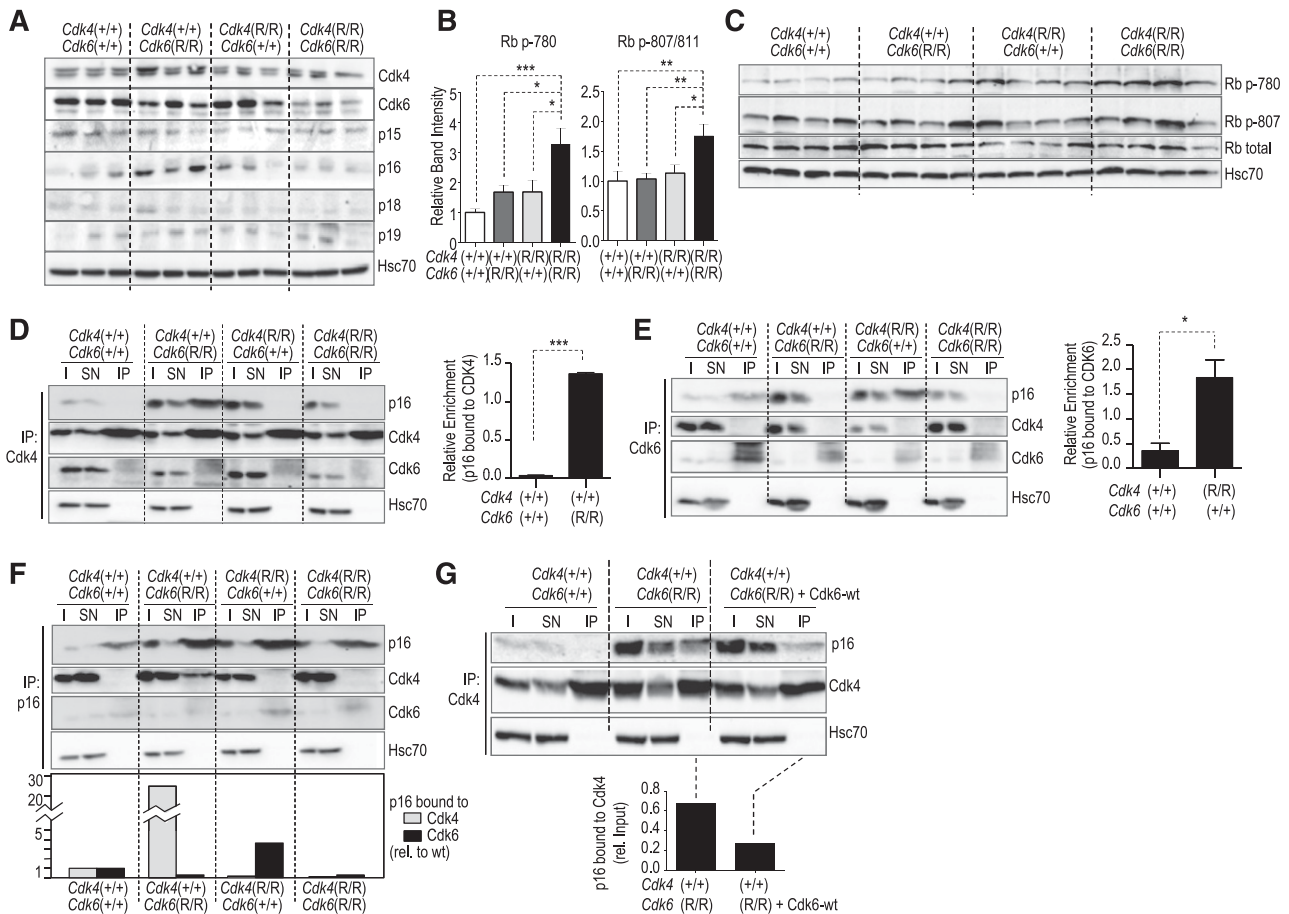 A
Cdk4(+/+) Cdk4(+/+) Cdk4(R/R) Cdk4(R/R)
Cdk6(+/+) Cdk6(R/R) Cdk6(+/+) Cdk6(R/R)
Cdk4
Cdk6
p15
p16
p18
p19
Hsc70
B
Rb p-780
Rb p-807/811
Relative Band Intensity
5
4
3
2
1
0
***
*
*
2.5
2.0
1.5
1.0
0.5
0.0
**
**
*
Cdk4 (+/+) (+/+) (R/R) (R/R) (+/+) (+/+) (R/R) (R/R)
Cdk6 (+/+) (R/R) (+/+) (R/R) (+/+) (R/R) (+/+) (R/R)
C
Cdk4(+/+) Cdk4(+/+) Cdk4(R/R) Cdk4(R/R)
Cdk6(+/+) Cdk6(R/R) Cdk6(+/+) Cdk6(R/R)
Rb p-780
Rb p-807
Rb total
Hsc70
D
Cdk4(+/+) Cdk4(+/+) Cdk4(R/R) Cdk4(R/R)
Cdk6(+/+) Cdk6(R/R) Cdk6(+/+) Cdk6(R/R)
I SN IP I SN IP I SN IP I SN IP
IP:
Cdk4
p16
Cdk4
Cdk6
Hsc70
Relative Enrichment
(p16 bound to CDK4)
1.5
1.0
0.5
0.0
***
Cdk4 (+/+) (+/+)
Cdk6 (+/+) (R/R)
E
Cdk4(+/+) Cdk4(+/+) Cdk4(R/R) Cdk4(R/R)
Cdk6(+/+) Cdk6(R/R) Cdk6(+/+) Cdk6(R/R)
I SN IP I SN IP I SN IP I SN IP
IP:
Cdk6
p16
Cdk4
Cdk6
Hsc70
Relative Enrichment
(p16 bound to CDK6)
2.5
2.0
1.5
1.0
0.5
0.0
*
Cdk4 (+/+) (R/R)
Cdk6 (+/+) (+/+)
F
Cdk4(+/+) Cdk4(+/+) Cdk4(R/R) Cdk4(R/R)
Cdk6(+/+) Cdk6(R/R) Cdk6(+/+) Cdk6(R/R)
I SN IP I SN IP I SN IP I SN IP
IP:
p16
p16
Cdk4
Cdk6
Hsc70
30
20
5
1
p16 bound to
Cdk4
Cdk6
(rel. to wt)
Cdk4(+/+) Cdk4(+/+) Cdk4(R/R) Cdk4(R/R)
Cdk6(+/+) Cdk6(R/R) Cdk6(+/+) Cdk6(R/R)
G
Cdk4(+/+) Cdk4(+/+) Cdk4(+/+)
Cdk6(+/+) Cdk6(R/R) Cdk6(R/R) + Cdk6-wt
I SN IP I SN IP I SN IP
IP:
Cdk4
p16
Cdk4
Hsc70
p16 bound to Cdk4
(rel. Input)
0.8
0.6
0.4
0.2
0.0
Cdk4 (+/+) (+/+)
Cdk6 (R/R) (R/R) + Cdk6-wt